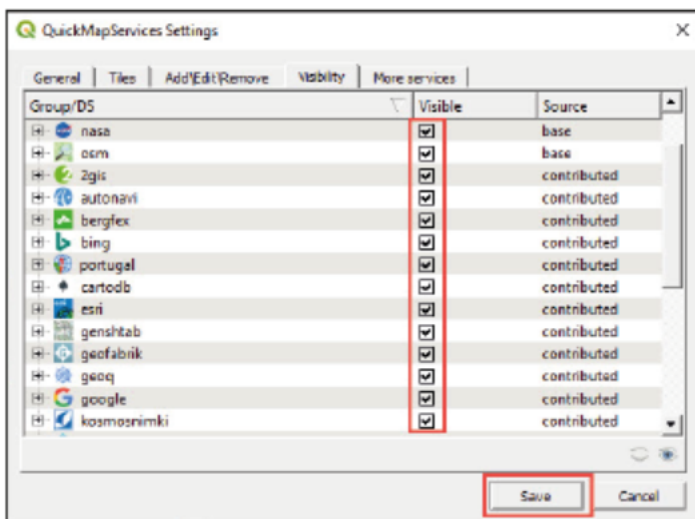 QuickMapServices Settings
General Tiles Add\Edit\Remove Visibility More services
Group/DS Visible Source
nasa base
osm base
2gis contributed
autonavi contributed
bergfex contributed
bing contributed
portugal contributed
cartodb contributed
esri contributed
genshtab contributed
geofabrik contributed
geoq contributed
google contributed
kosmosnimki contributed
Save Cancel